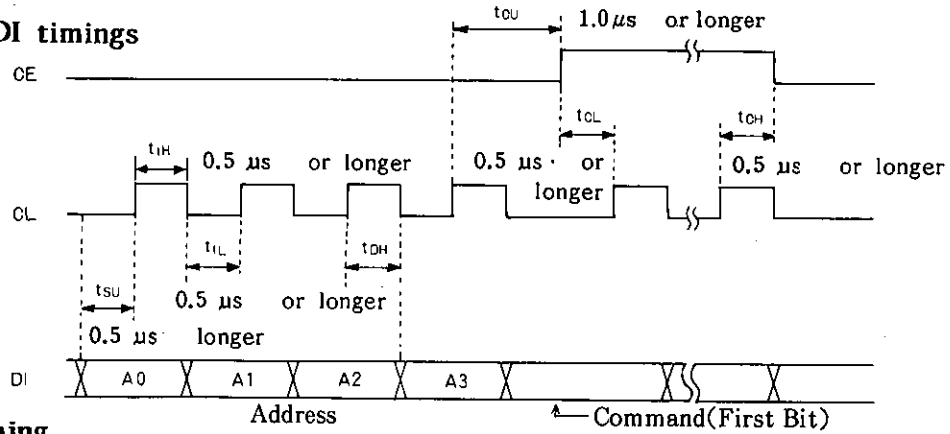 DI timings
tCU
1.0μs or longer
CE
tCL
tCH
tIH
0.5 μs or longer
0.5 μs · or
longer
0.5 μs or longer
CL
tIL
tDH
tSU
0.5 μs or longer
0.5 μs longer
DI
A0
A1
A2
A3
Address
Command(First Bit)